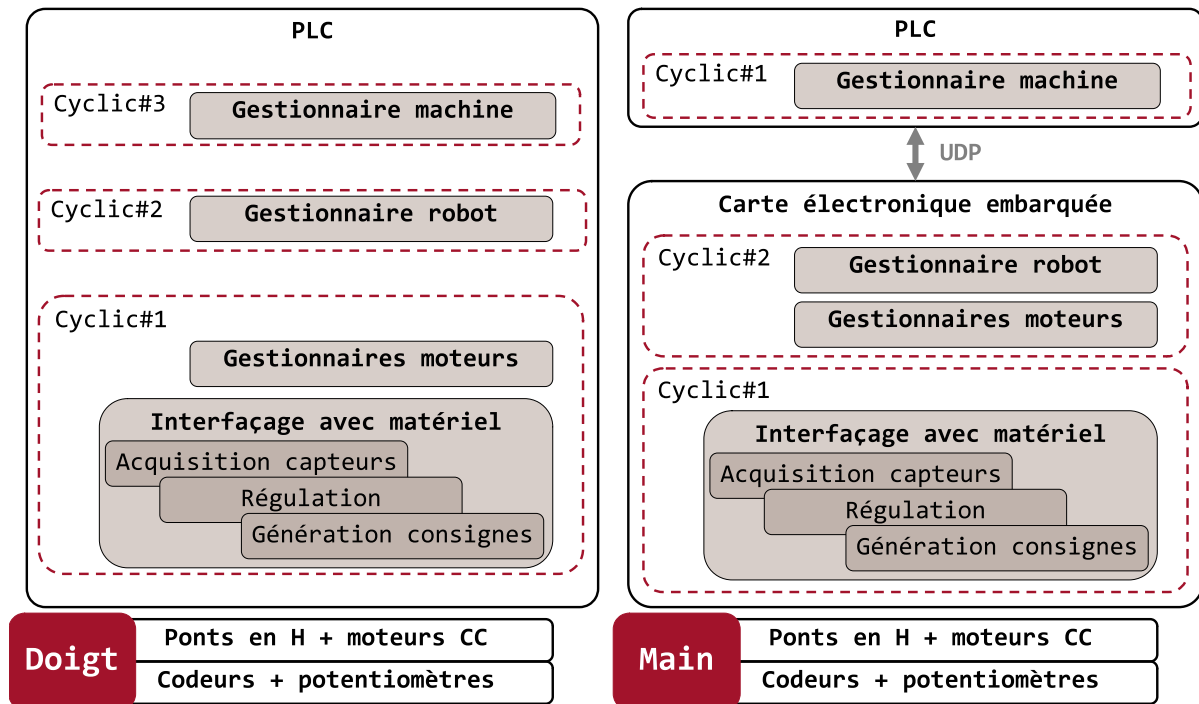 PLC
Cyclic#3
Gestionnaire machine
Cyclic#2
Gestionnaire robot
Cyclic#1
Gestionnaires moteurs
Interfaçage avec matériel
Acquisition capteurs
Régulation
Génération consignes
Doigt
Ponts en H + moteurs CC
Codeurs + potentiomètres
PLC
Cyclic#1
Gestionnaire machine
UDP
Carte électronique embarquée
Cyclic#2
Gestionnaire robot
Gestionnaires moteurs
Cyclic#1
Interfaçage avec matériel
Acquisition capteurs
Régulation
Génération consignes
Main
Ponts en H + moteurs CC
Codeurs + potentiomètres